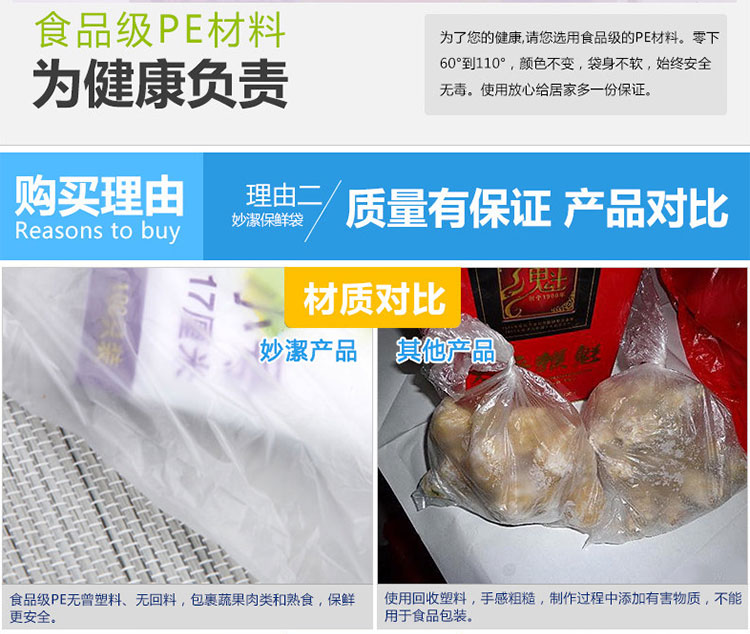 食品级PE材料
为健康负责
为了您的健康,请您选用食品级的PE材料。零下
60°到110°，颜色不变，袋身不软，始终安全
无毒。使用放心给居家多一份保证。
购买理由
Reasons to buy
理由二
妙潔保鲜袋
质量有保证 产品对比
材质对比
妙潔产品
其他产品
17厘米
食品级PE无曾塑料、无回料，包裹蔬果肉类和熟食，保鲜
更安全。
使用回收塑料，手感粗糙，制作过程中添加有害物质，不能
用于食品包装。